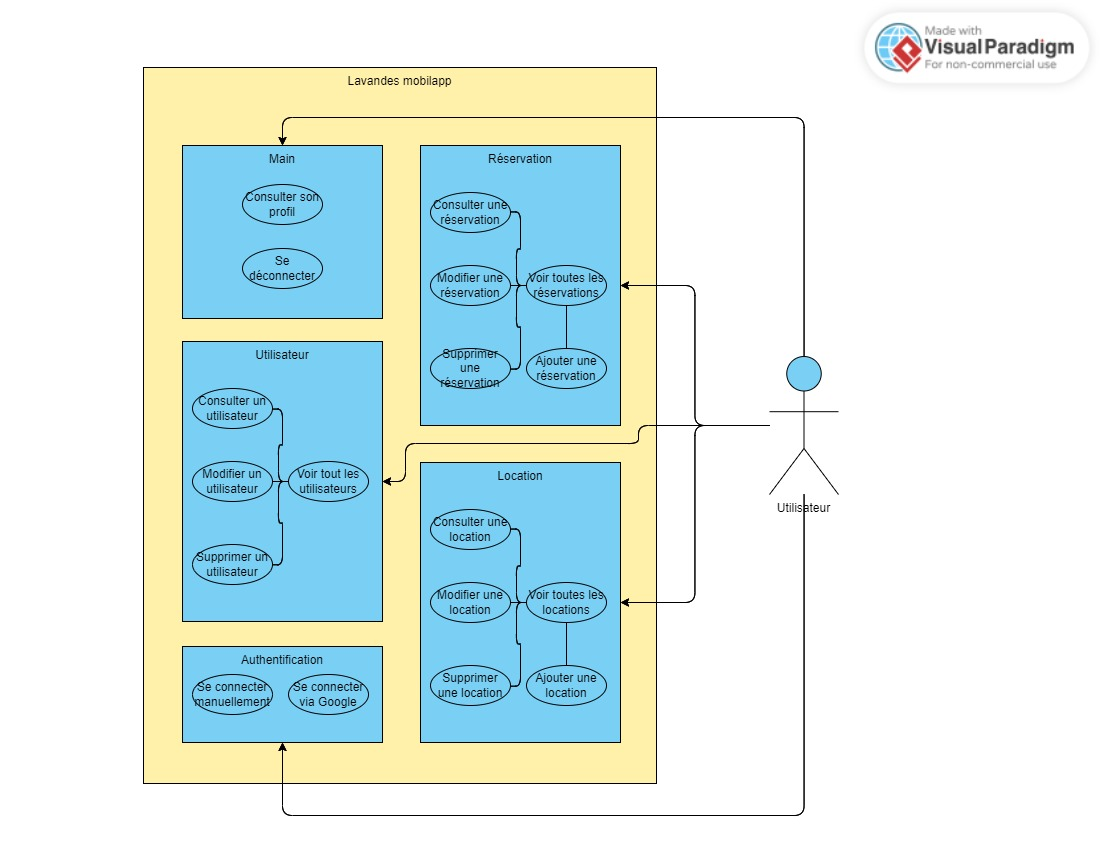 Made with
Visual Paradigm
For non-commercial use
Lavandes mobilapp
Main
Consulter son
profil
Se
déconnecter
Réservation
Consulter une
réservation
Modifier une
réservation
Voir toutes les
réservations
Supprimer
une
réservation
Ajouter une
réservation
Utilisateur
Consulter un
utilisateur
Modifier un
utilisateur
Voir tout les
utilisateurs
Supprimer un
utilisateur
Location
Consulter une
location
Modifier une
location
Voir toutes les
locations
Supprimer
une location
Ajouter une
location
Authentification
Se connecter
manuellement
Se connecter
via Google
Utilisateur